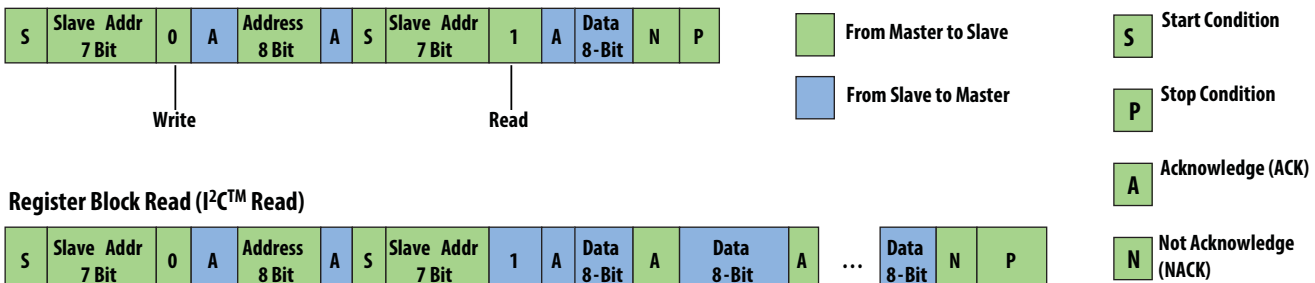 S Slave Addr 7 Bit 0 A Address 8 Bit A S Slave Addr 7 Bit 1 A Data 8-Bit N P
Write Read
From Master to Slave
From Slave to Master
S Start Condition
P Stop Condition
A Acknowledge (ACK)
N Not Acknowledge (NACK)
Register Block Read (I²C™ Read)
S Slave Addr 7 Bit 0 A Address 8 Bit A S Slave Addr 7 Bit 1 A Data 8-Bit A Data 8-Bit A ... Data 8-Bit N P